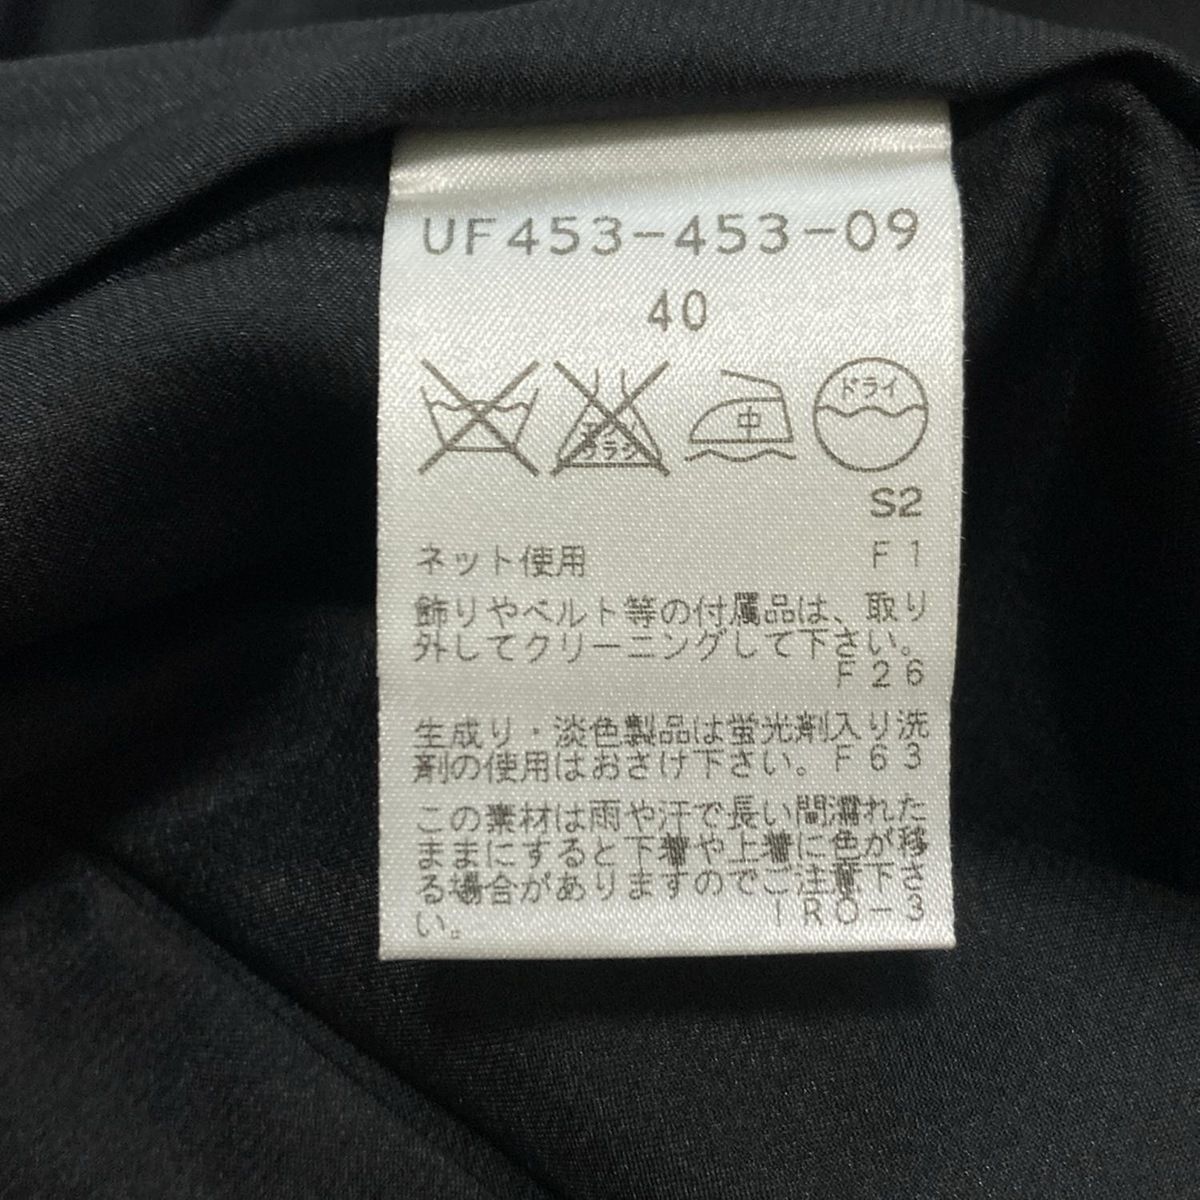 UF453-453-09
40
エンソ
サラシ
中
ドライ
S2
ネット使用 F1
飾りやベルト等の付属品は、取り
外してクリーニングして下さい。
F26
生成り・淡色製品は蛍光剤入り洗
剤の使用はおさけ下さい。F63
この素材は雨や汗で長い間濡れた
ままにすると下着や上着に色が移
る場合がありますのでご注意下さ
い。 IRO-3